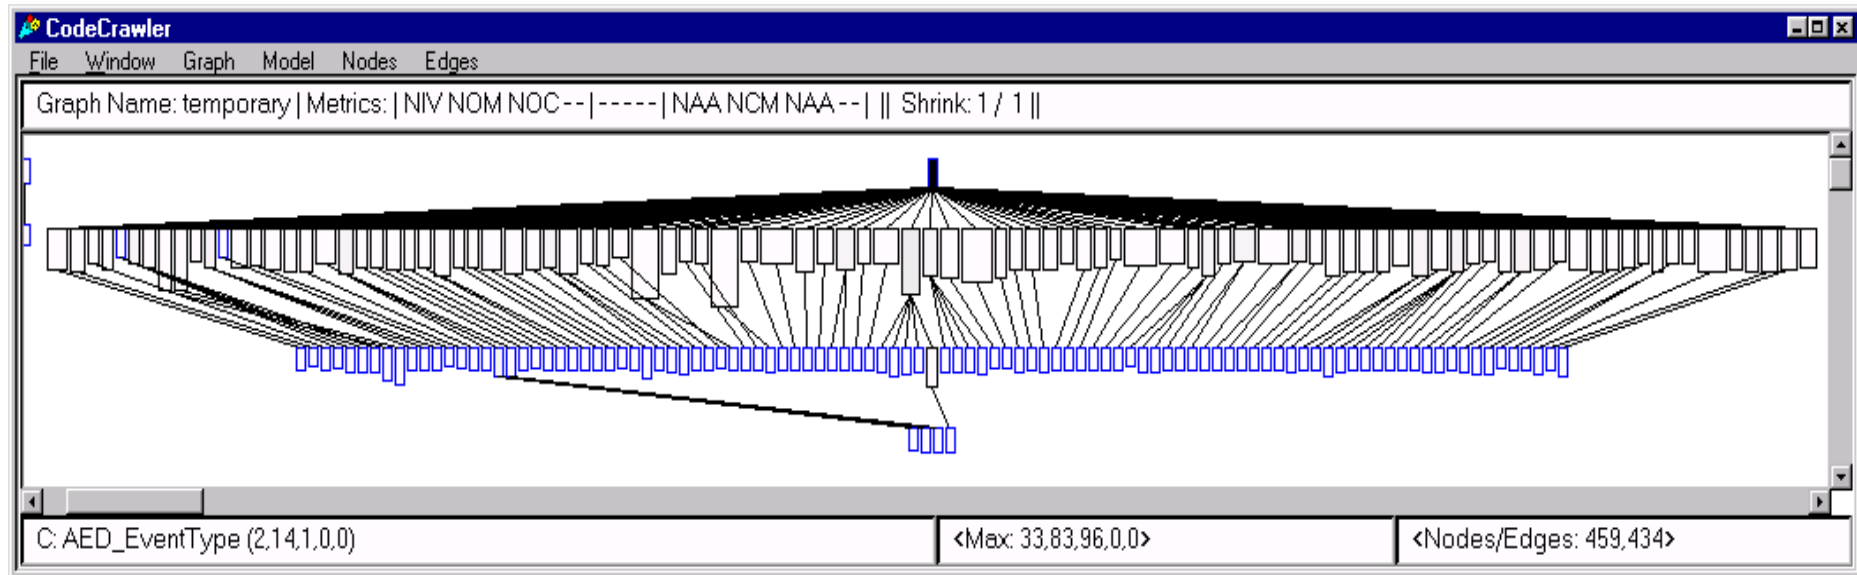 CodeCrawler
File Window Graph Model Nodes Edges
Graph Name: temporary | Metrics: | NIV NOM NOC - - | - - - - - | NAA NCM NAA - - | || Shrink: 1 / 1 ||
C: AED_EventType (2,14,1,0,0) <Max: 33,83,96,0,0> <Nodes/Edges: 459,434>